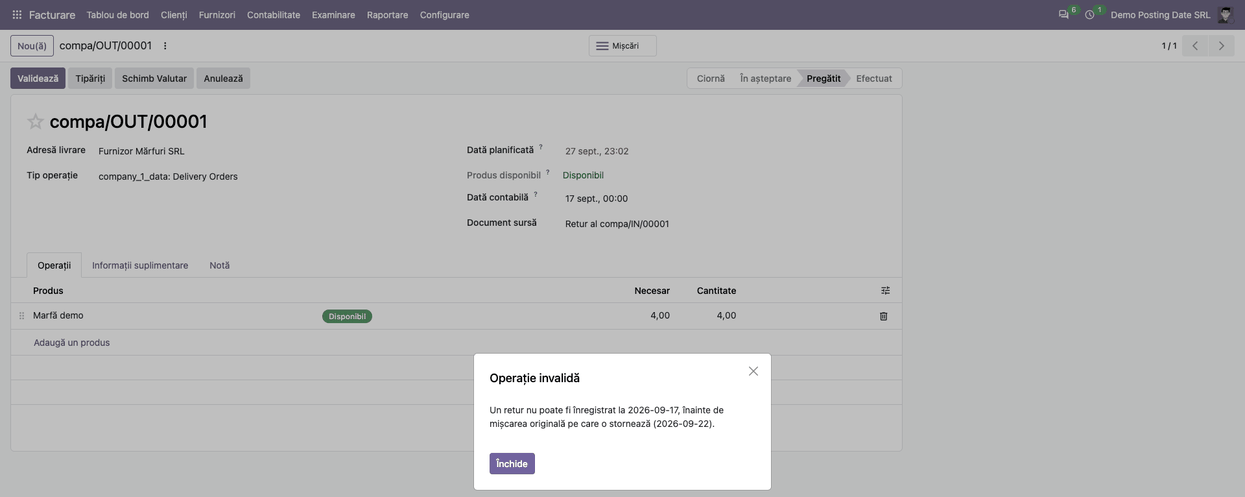 Facturare Tablou de bord Clienți Furnizori Contabilitate Examinare Raportare Configurare 6 1 Demo Posting Date SRL
Nou(ă) compa/OUT/00001 Mișcări 1 / 1
Validează Tipăriți Schimb Valutar Anulează Ciornă În așteptare Pregătit Efectuat
compa/OUT/00001
Adresă livrare Furnizor Mărfuri SRL Dată planificată ? 27 sept., 23:02
Tip operație company_1_data: Delivery Orders Produs disponibil ? Disponibil
Dată contabilă ? 17 sept., 00:00
Document sursă Retur al compa/IN/00001
Operații Informații suplimentare Notă
Produs Necesar Cantitate
Marfă demo Disponibil 4,00 4,00
Adaugă un produs
Operație invalidă
Un retur nu poate fi înregistrat la 2026-09-17, înainte de
mișcarea originală pe care o stornează (2026-09-22).
Închide